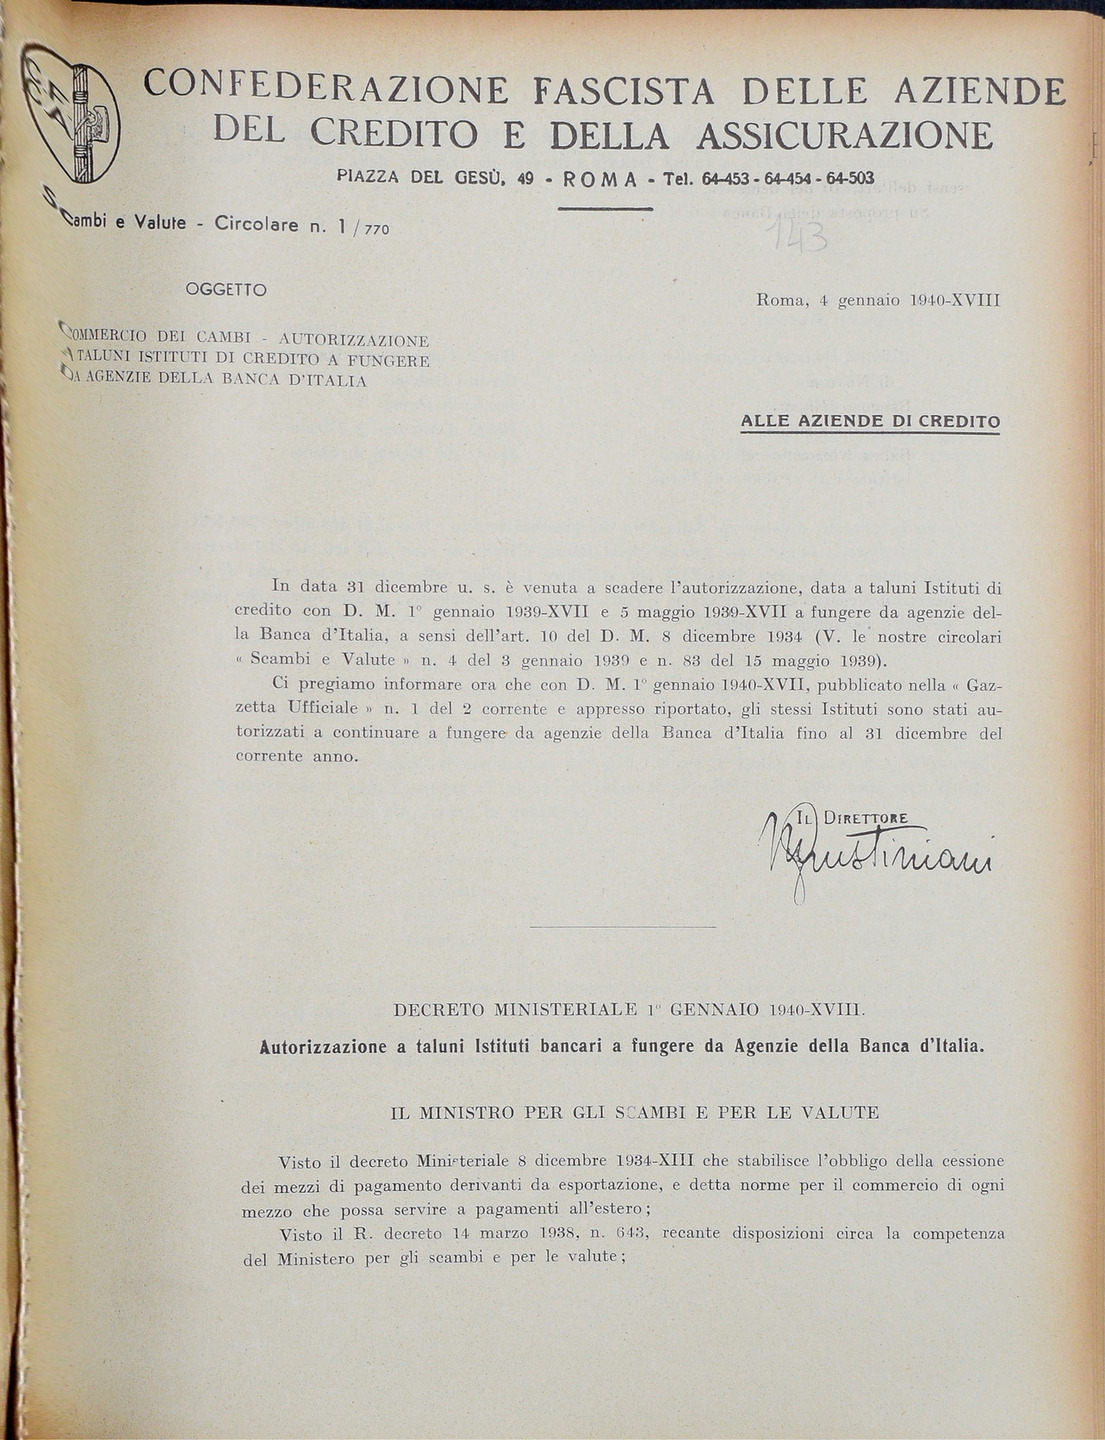 CONFEDERAZIONE FASCISTA DELLE AZIENDE
DEL CREDITO E DELLA ASSICURAZIONE
PIAZZA DEL GESÙ, 49 - ROMA - Tel. 64-453 - 64-454 - 64-503
Scambi e Valute - Circolare n. 1 / 770
143
OGGETTO
Roma, 4 gennaio 1940-XVIII
COMMERCIO DEI CAMBI - AUTORIZZAZIONE
A TALUNI ISTITUTI DI CREDITO A FUNGERE
DA AGENZIE DELLA BANCA D'ITALIA
ALLE AZIENDE DI CREDITO
In data 31 dicembre u. s. è venuta a scadere l'autorizzazione, data a taluni Istituti di
credito con D. M. 1° gennaio 1939-XVII e 5 maggio 1939-XVII a fungere da agenzie del-
la Banca d'Italia, a sensi dell'art. 10 del D. M. 8 dicembre 1934 (V. le nostre circolari
« Scambi e Valute » n. 4 del 3 gennaio 1939 e n. 83 del 15 maggio 1939).
Ci pregiamo informare ora che con D. M. 1° gennaio 1940-XVII, pubblicato nella « Gaz-
zetta Ufficiale » n. 1 del 2 corrente e appresso riportato, gli stessi Istituti sono stati au-
torizzati a continuare a fungere da agenzie della Banca d'Italia fino al 31 dicembre del
corrente anno.
IL DIRETTORE
Giustiniani
DECRETO MINISTERIALE 1° GENNAIO 1940-XVIII.
Autorizzazione a taluni Istituti bancari a fungere da Agenzie della Banca d'Italia.
IL MINISTRO PER GLI SCAMBI E PER LE VALUTE
Visto il decreto Ministeriale 8 dicembre 1934-XIII che stabilisce l'obbligo della cessione
dei mezzi di pagamento derivanti da esportazione, e detta norme per il commercio di ogni
mezzo che possa servire a pagamenti all'estero ;
Visto il R. decreto 14 marzo 1938, n. 643, recante disposizioni circa la competenza
del Ministero per gli scambi e per le valute ;